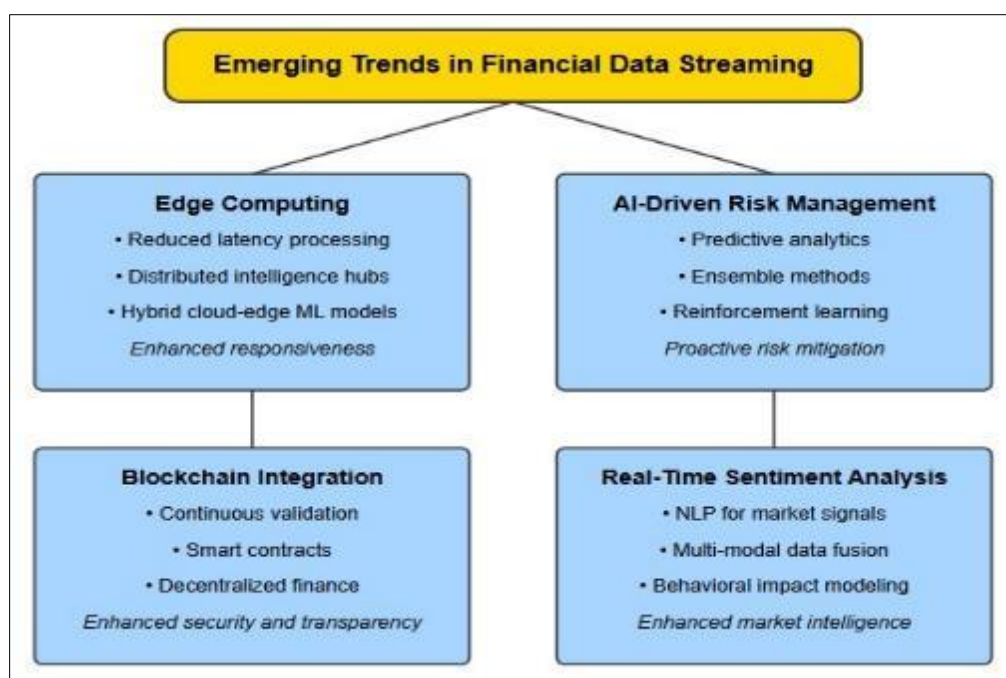 Emerging Trends in Financial Data Streaming
Edge Computing
• Reduced latency processing
• Distributed intelligence hubs
• Hybrid cloud-edge ML models
Enhanced responsiveness
AI-Driven Risk Management
• Predictive analytics
• Ensemble methods
• Reinforcement learning
Proactive risk mitigation
Blockchain Integration
• Continuous validation
• Smart contracts
• Decentralized finance
Enhanced security and transparency
Real-Time Sentiment Analysis
• NLP for market signals
• Multi-modal data fusion
• Behavioral impact modeling
Enhanced market intelligence